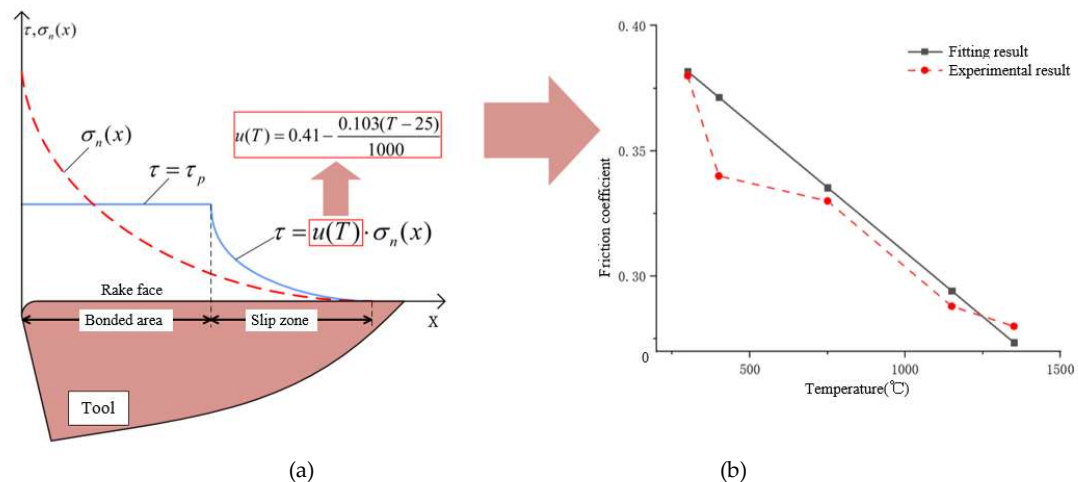 τ,σₙ(x)
σₙ(x)
τ = τₚ
u(T) = 0.41 − 0.103(T − 25)/1000
τ = u(T)·σₙ(x)
Rake face
X
Bonded area
Slip zone
Tool
(a)
0.40
Fitting result
Experimental result
0.35
Friction coefficient
0.30
0
500
1000
1500
Temperature(℃)
(b)